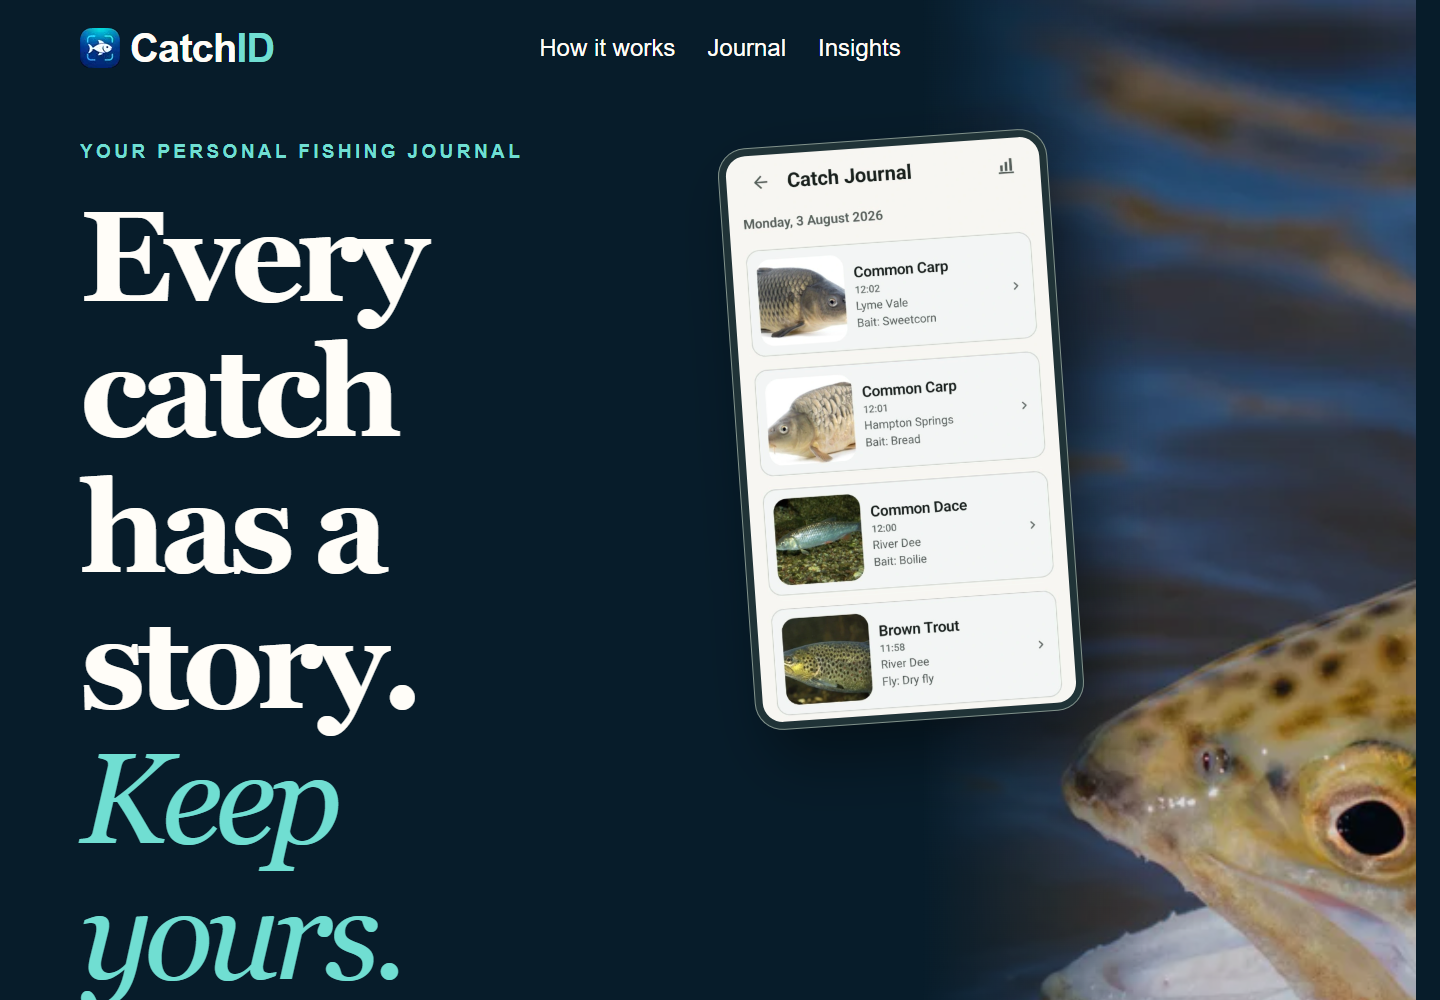 CatchID
How it works
Journal
Insights
YOUR PERSONAL FISHING JOURNAL
Every
catch
has a
story.
Keep
yours.
Catch Journal
Monday, 3 August 2026
Common Carp
12:02
Lyme Vale
Bait: Sweetcorn
Common Carp
12:01
Hampton Springs
Bait: Bread
Common Dace
12:00
River Dee
Bait: Boilie
Brown Trout
11:58
River Dee
Fly: Dry fly